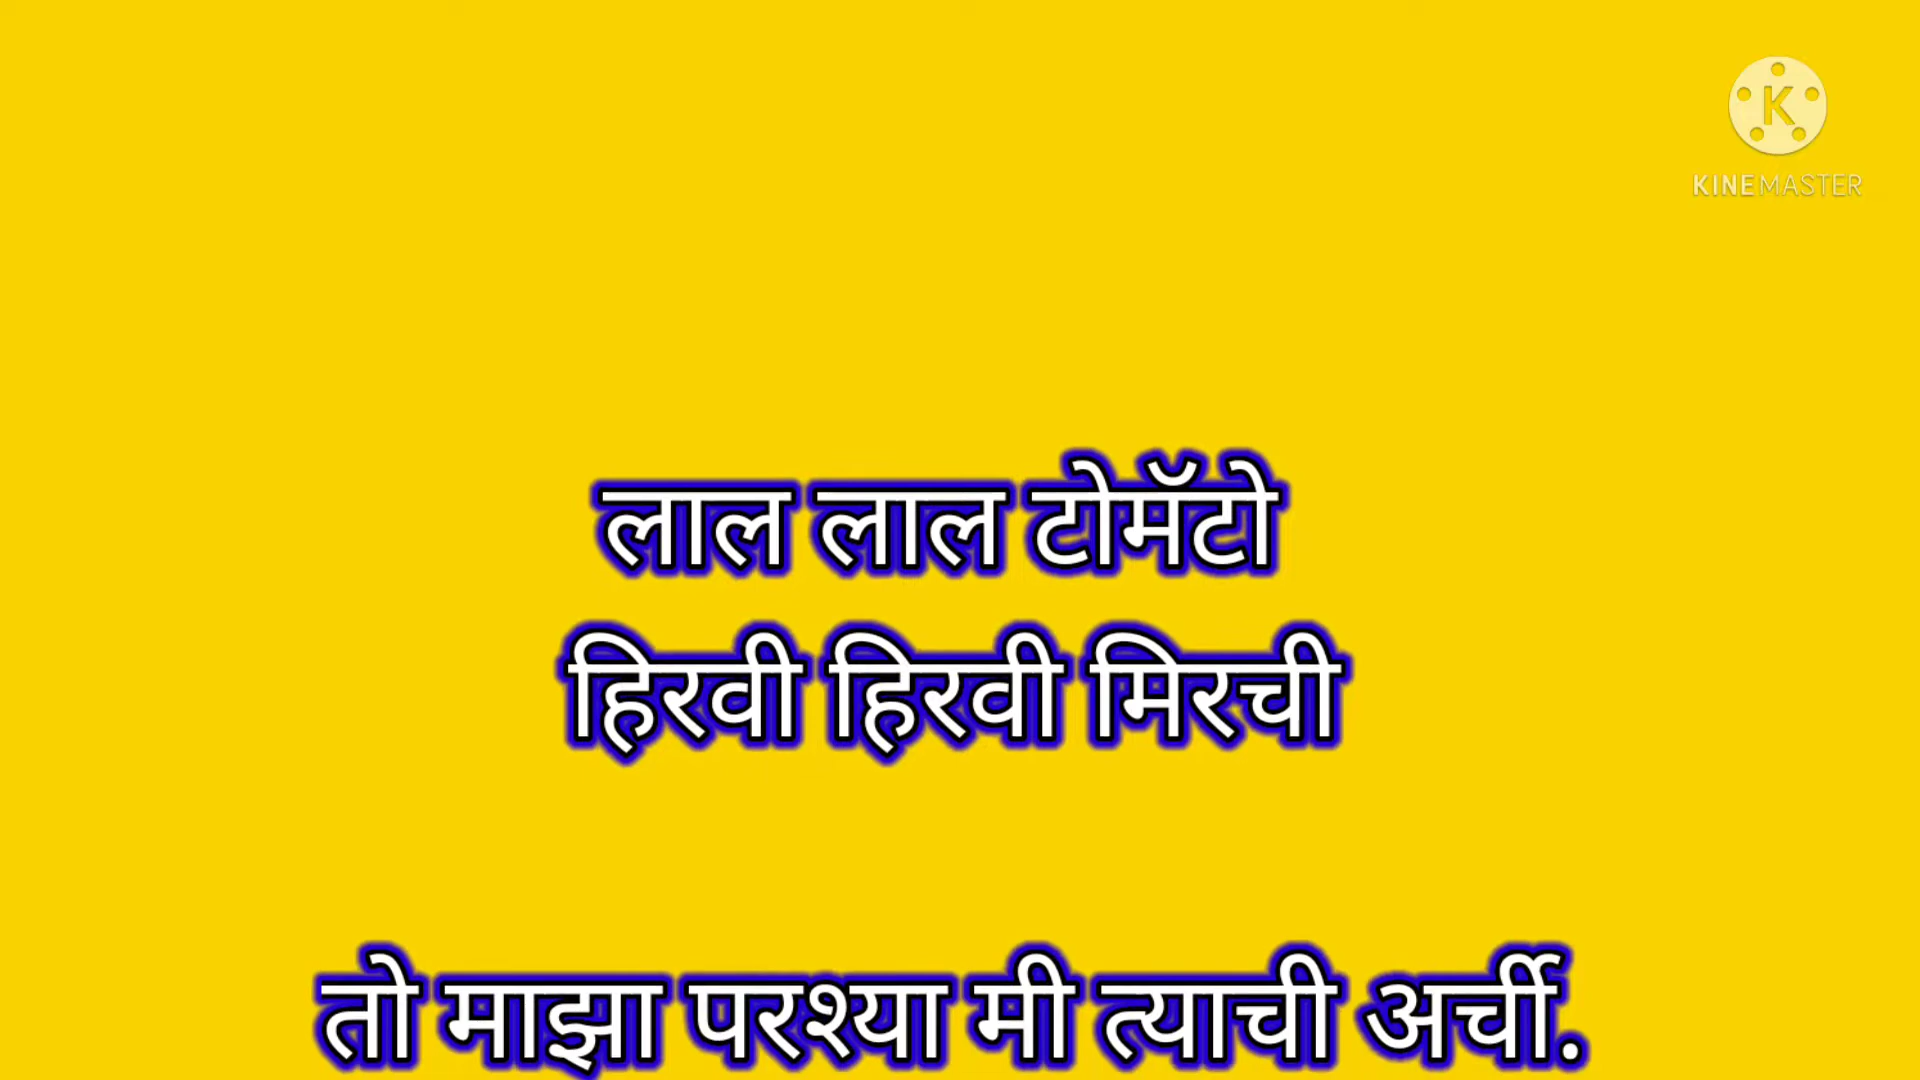 KINEMASTER
लाल लाल टोमॅटो
हिरवी हिरवी मिरची
तो माझा परश्या मी त्याची अर्ची.